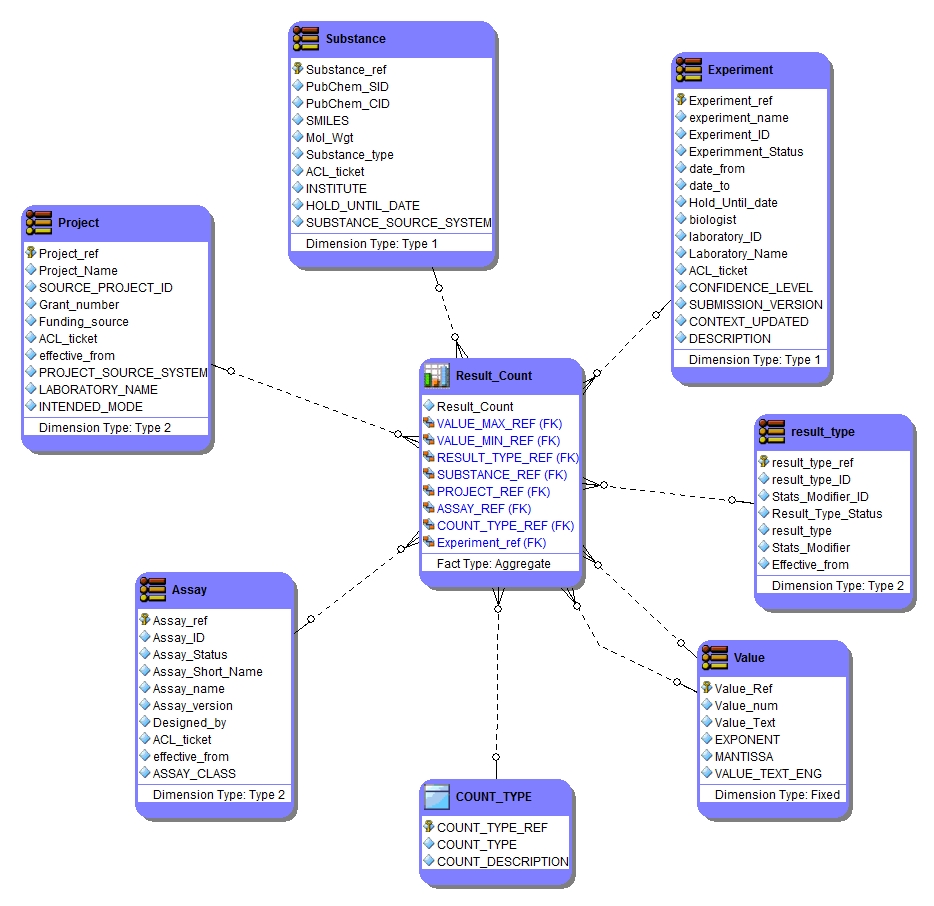 Substance
Substance_ref
PubChem_SID
PubChem_CID
SMILES
Mol_Wgt
Substance_type
ACL_ticket
INSTITUTE
HOLD_UNTIL_DATE
SUBSTANCE_SOURCE_SYSTEM
Dimension Type: Type 1
Experiment
Experiment_ref
experiment_name
Experiment_ID
Experimment_Status
date_from
date_to
Hold_Until_date
biologist
laboratory_ID
Laboratory_Name
ACL_ticket
CONFIDENCE_LEVEL
SUBMISSION_VERSION
CONTEXT_UPDATED
DESCRIPTION
Dimension Type: Type 1
Project
Project_ref
Project_Name
SOURCE_PROJECT_ID
Grant_number
Funding_source
ACL_ticket
effective_from
PROJECT_SOURCE_SYSTEM
LABORATORY_NAME
INTENDED_MODE
Dimension Type: Type 2
Result_Count
Result_Count
VALUE_MAX_REF (FK)
VALUE_MIN_REF (FK)
RESULT_TYPE_REF (FK)
SUBSTANCE_REF (FK)
PROJECT_REF (FK)
ASSAY_REF (FK)
COUNT_TYPE_REF (FK)
Experiment_ref (FK)
Fact Type: Aggregate
result_type
result_type_ref
result_type_ID
Stats_Modifier_ID
Result_Type_Status
result_type
Stats_Modifier
Effective_from
Dimension Type: Type 2
Assay
Assay_ref
Assay_ID
Assay_Status
Assay_Short_Name
Assay_name
Assay_version
Designed_by
ACL_ticket
effective_from
ASSAY_CLASS
Dimension Type: Type 2
Value
Value_Ref
Value_num
Value_Text
EXPONENT
MANTISSA
VALUE_TEXT_ENG
Dimension Type: Fixed
COUNT_TYPE
COUNT_TYPE_REF
COUNT_TYPE
COUNT_DESCRIPTION